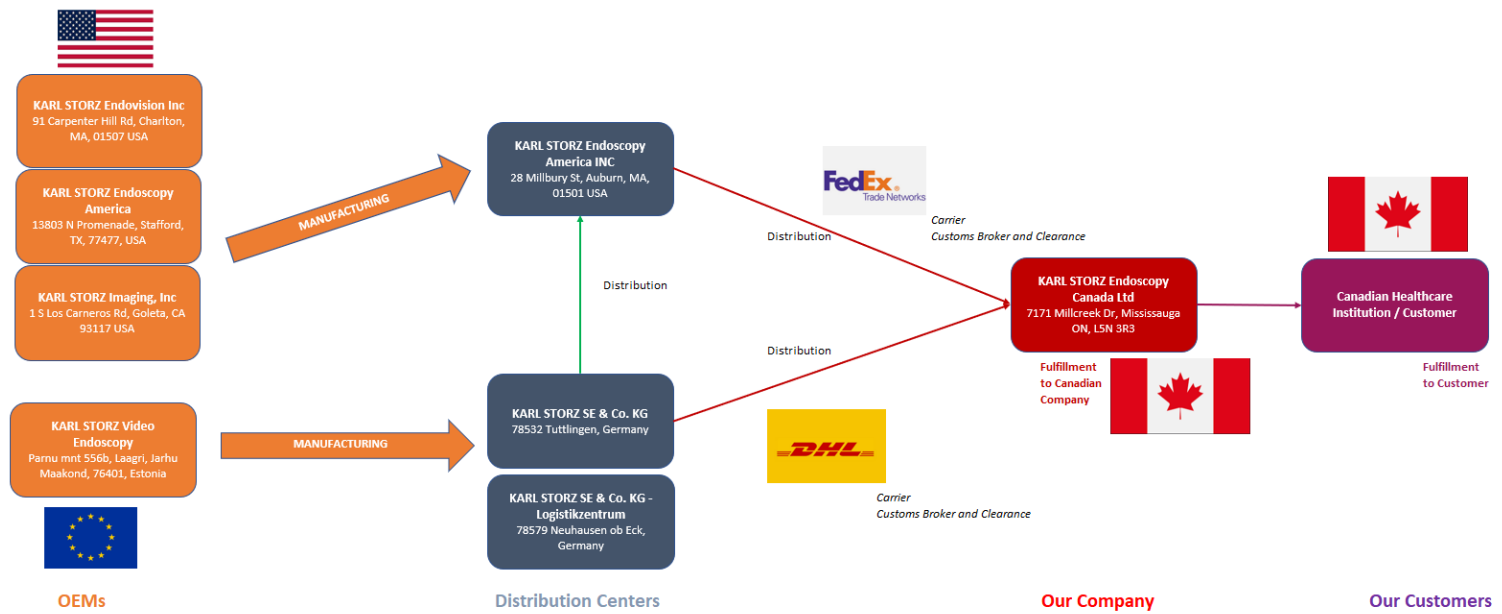 KARL STORZ Endovision Inc
91 Carpenter Hill Rd, Charlton,
MA, 01507 USA
KARL STORZ Endoscopy
America
13803 N Promenade, Stafford,
TX, 77477, USA
KARL STORZ Imaging, Inc
1 S Los Carneros Rd, Goleta, CA
93117 USA
KARL STORZ Video
Endoscopy
Parnu mnt 556b, Laagri, Jarhu
Maakond, 76401, Estonia
OEMs
MANUFACTURING
MANUFACTURING
KARL STORZ Endoscopy
America INC
28 Millbury St, Auburn, MA,
01501 USA
Distribution
KARL STORZ SE & Co. KG
78532 Tuttlingen, Germany
KARL STORZ SE & Co. KG -
Logistikzentrum
78579 Neuhausen ob Eck,
Germany
Distribution Centers
FedEx®
Trade Networks
Carrier
Customs Broker and Clearance
Distribution
Distribution
DHL
Carrier
Customs Broker and Clearance
KARL STORZ Endoscopy
Canada Ltd
7171 Millcreek Dr, Mississauga
ON, L5N 3R3
Fulfillment
to Canadian
Company
Our Company
Canadian Healthcare
Institution / Customer
Fulfillment
to Customer
Our Customers